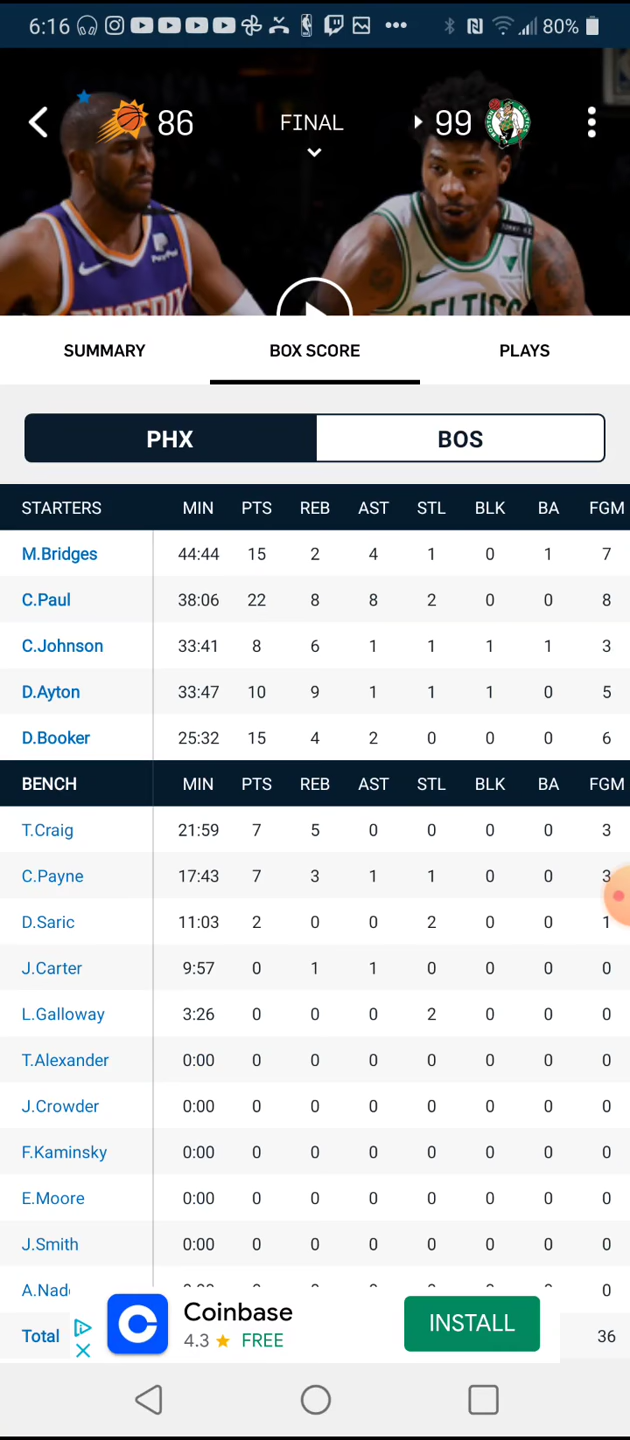 6:16 80%
86 FINAL 99
PayPal TOMMY
PHOENIX CELTICS
SUMMARY BOX SCORE PLAYS
PHX BOS
STARTERS MIN PTS REB AST STL BLK BA FGM
M.Bridges 44:44 15 2 4 1 0 1 7
C.Paul 38:06 22 8 8 2 0 0 8
C.Johnson 33:41 8 6 1 1 1 1 3
D.Ayton 33:47 10 9 1 1 1 0 5
D.Booker 25:32 15 4 2 0 0 0 6
BENCH MIN PTS REB AST STL BLK BA FGM
T.Craig 21:59 7 5 0 0 0 0 3
C.Payne 17:43 7 3 1 1 0 0 3
D.Saric 11:03 2 0 0 2 0 0 1
J.Carter 9:57 0 1 1 0 0 0 0
L.Galloway 3:26 0 0 0 2 0 0 0
T.Alexander 0:00 0 0 0 0 0 0 0
J.Crowder 0:00 0 0 0 0 0 0 0
F.Kaminsky 0:00 0 0 0 0 0 0 0
E.Moore 0:00 0 0 0 0 0 0 0
J.Smith 0:00 0 0 0 0 0 0 0
A.Nad 0
Coinbase
4.3 FREE
INSTALL
Total 36